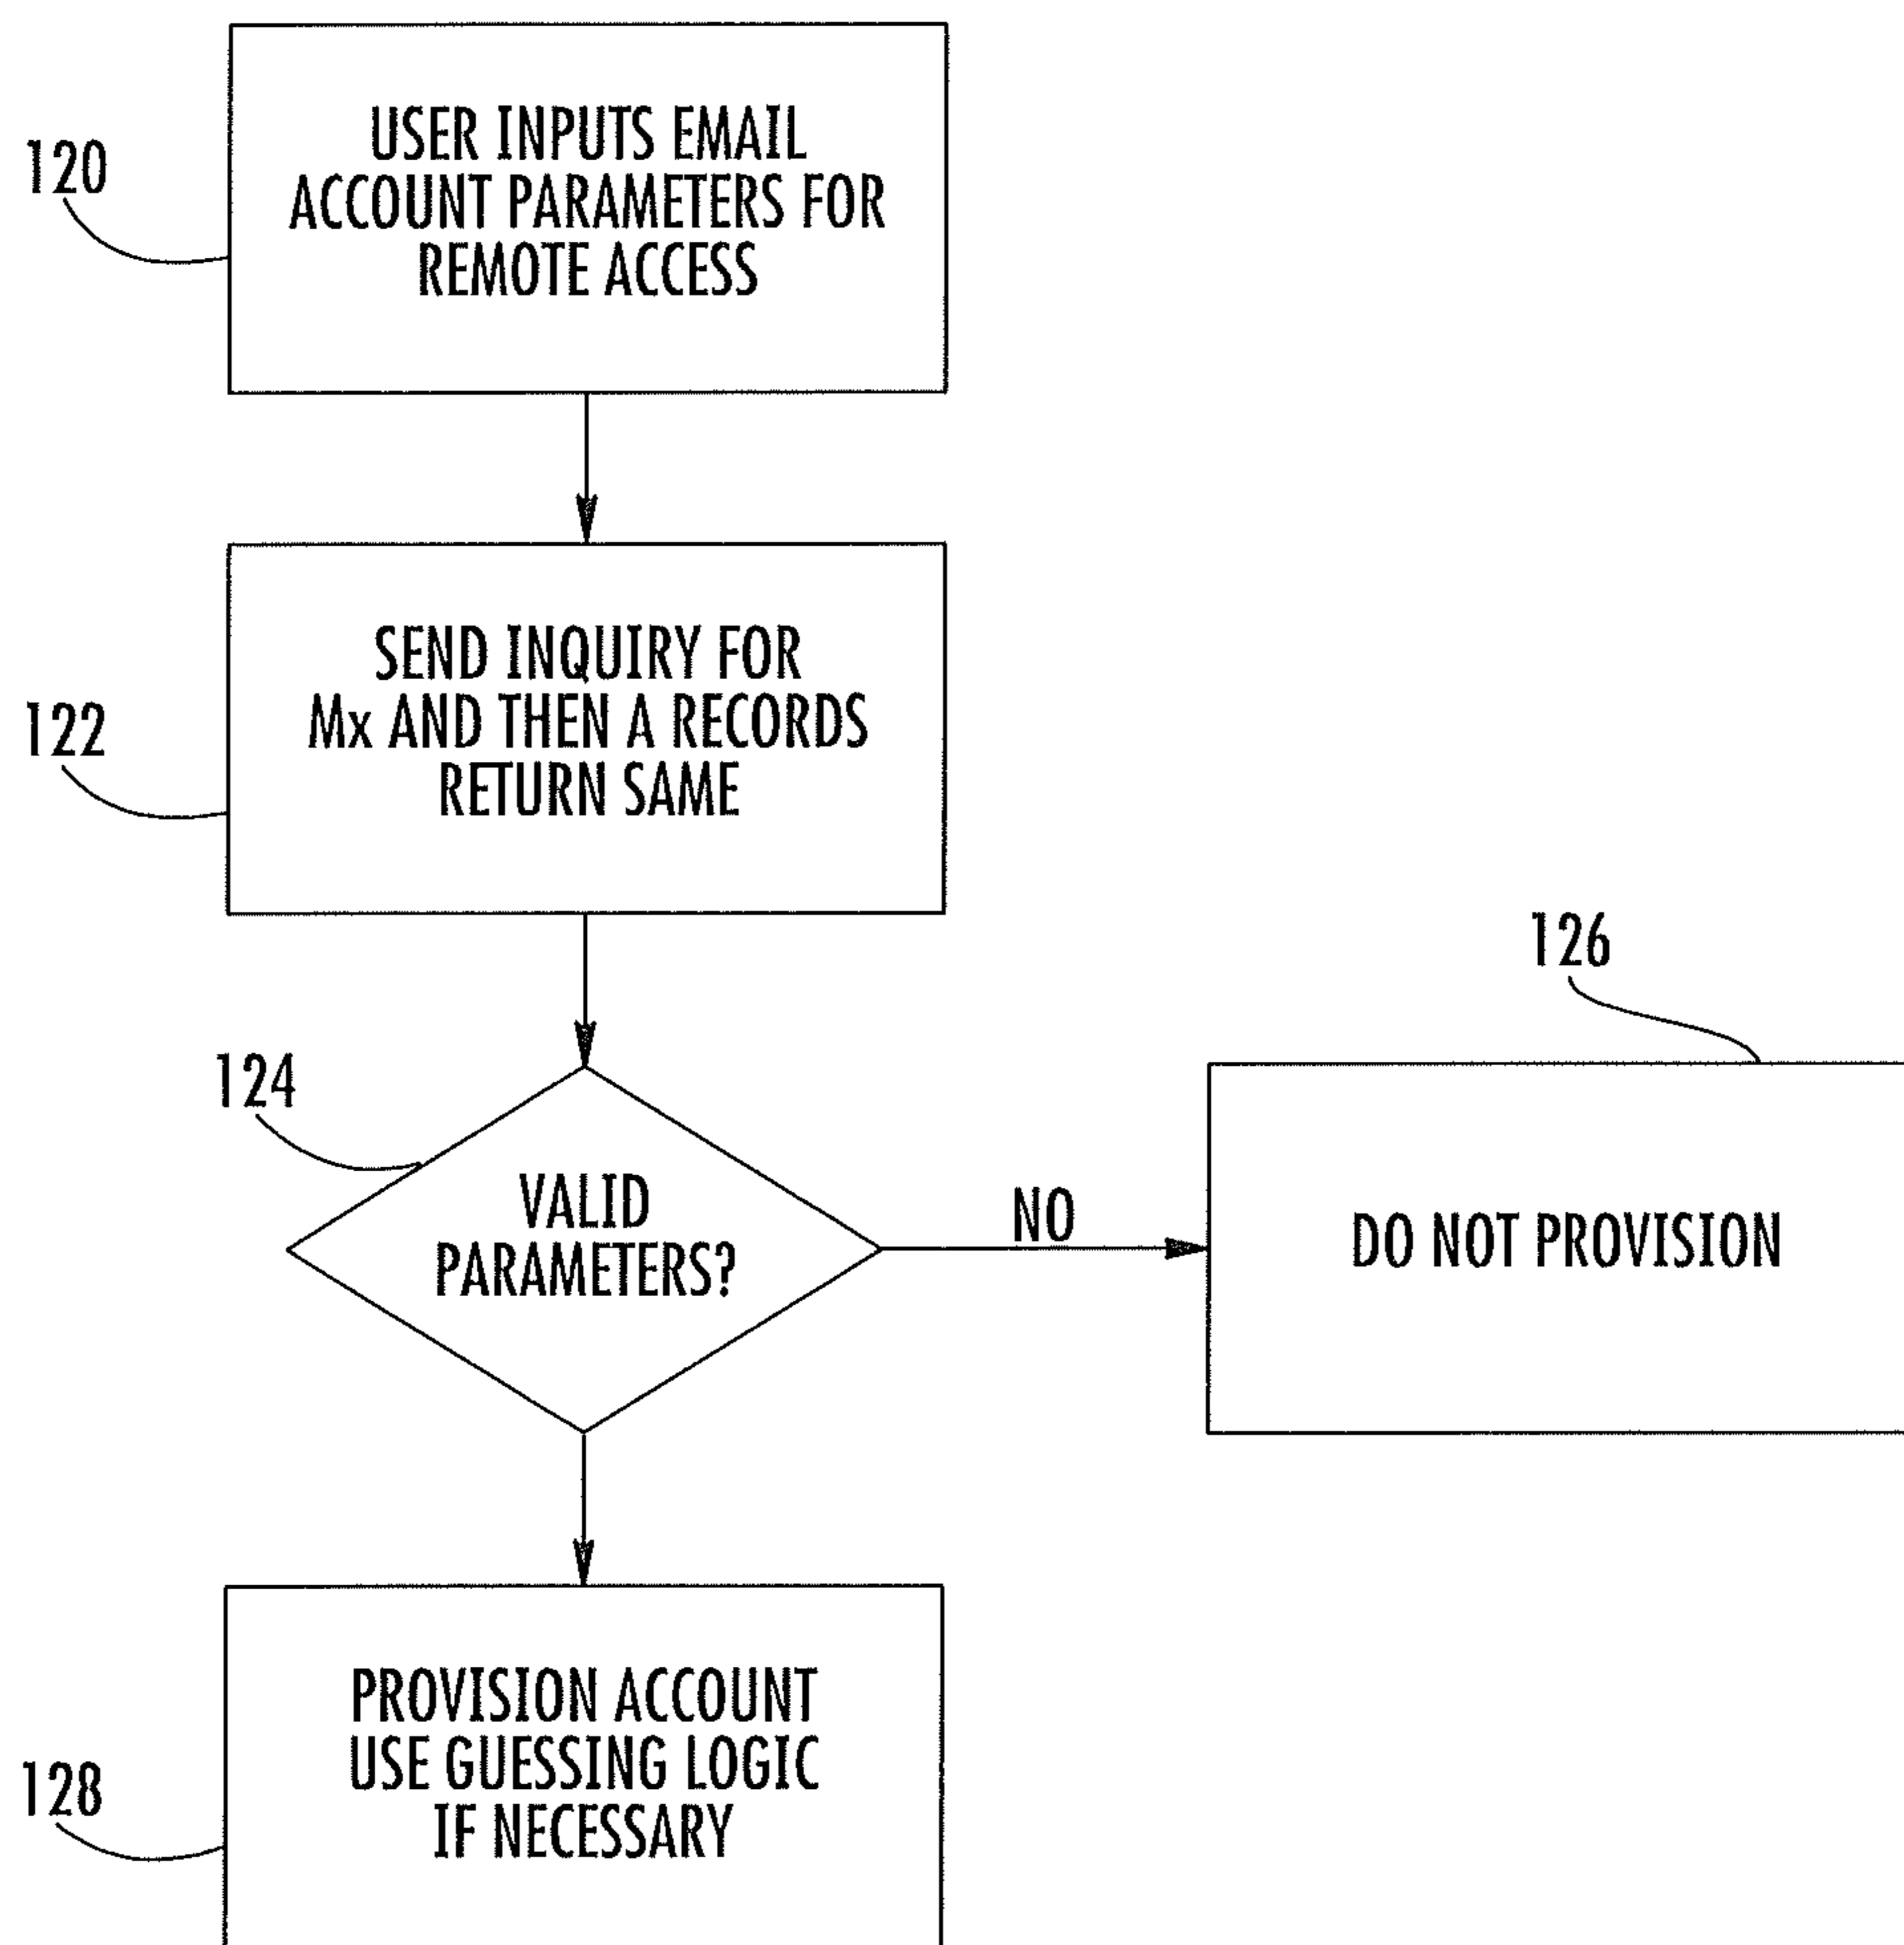 120
USER INPUTS EMAIL
ACCOUNT PARAMETERS FOR
REMOTE ACCESS
122
SEND INQUIRY FOR
Mx AND THEN A RECORDS
RETURN SAME
124
VALID
PARAMETERS?
NO
126
DO NOT PROVISION
128
PROVISION ACCOUNT
USE GUESSING LOGIC
IF NECESSARY